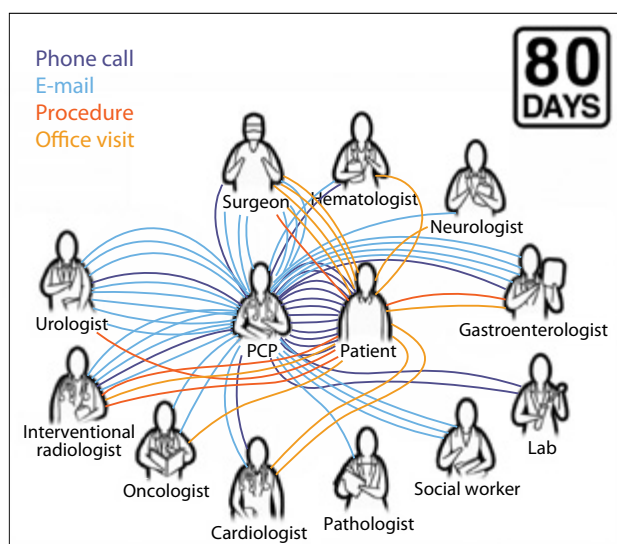 Phone call
E-mail
Procedure
Office visit
80
DAYS
Surgeon
Hematologist
Neurologist
Urologist
PCP
Patient
Gastroenterologist
Interventional
radiologist
Oncologist
Cardiologist
Pathologist
Social worker
Lab